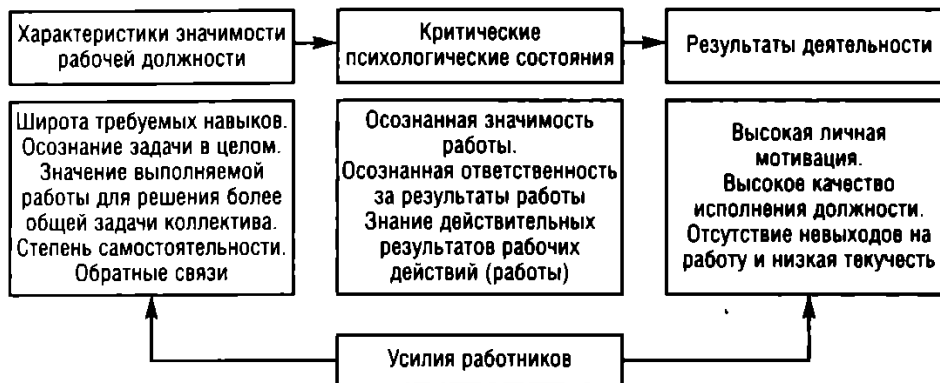 Характеристики значимости
рабочей должности
Критические
психологические состояния
Результаты деятельности
Широта требуемых навыков.
Осознание задачи в целом.
Значение выполняемой
работы для решения более
общей задачи коллектива.
Степень самостоятельности.
Обратные связи
Осознанная значимость
работы.
Осознанная ответственность
за результаты работы
Знание действительных
результатов рабочих
действий (работы)
Высокая личная
мотивация.
Высокое качество
исполнения должности.
Отсутствие невыходов на
работу и низкая текучесть
Усилия работников